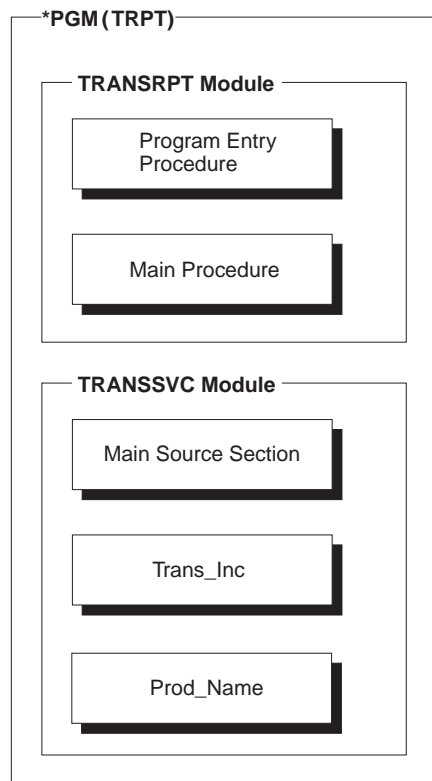 *PGM (TRPT)
TRANSRPT Module
Program Entry
Procedure
Main Procedure
TRANSSVC Module
Main Source Section
Trans_Inc
Prod_Name